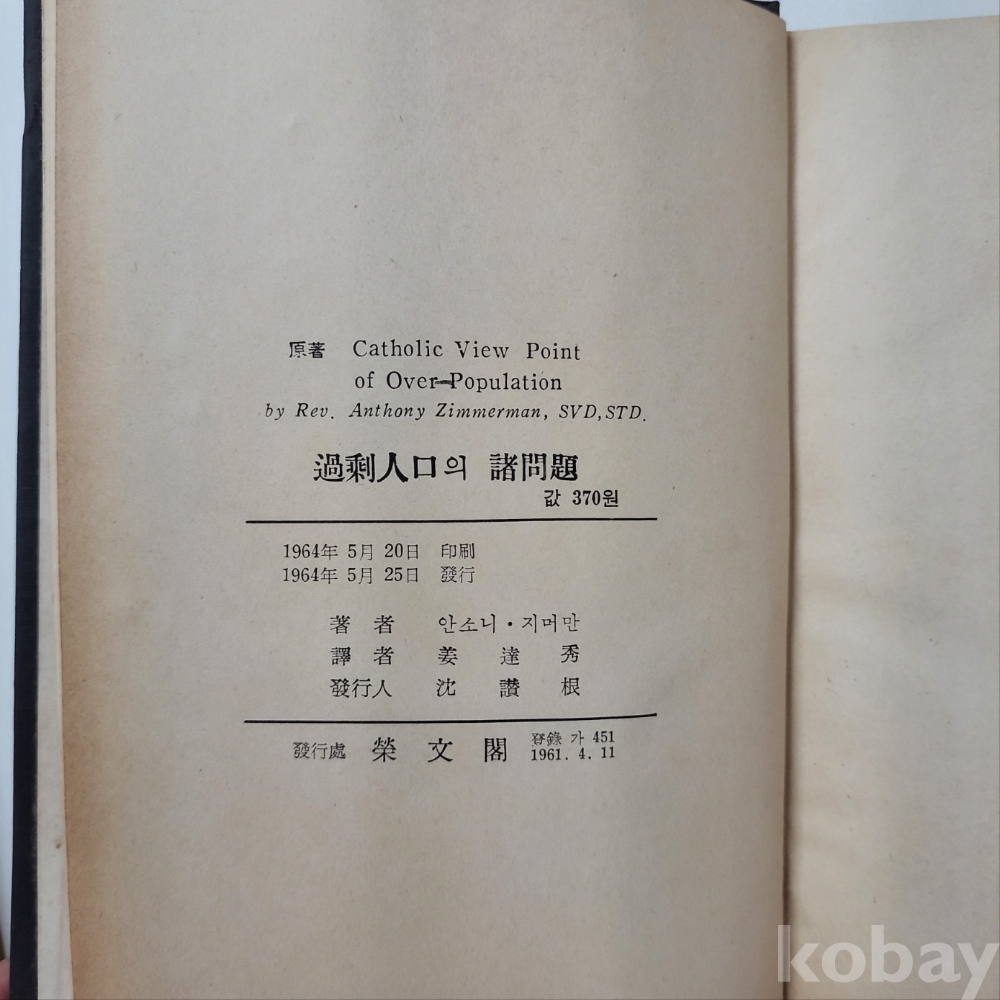 原著 Catholic View Point
of Over-Population
by Rev. Anthony Zimmerman, SVD,STD.
過剩人口의 諸問題
값 370원
1964年 5月 20日 印刷
1964年 5月 25日 發行
著者 안소니·지머만
譯者 姜達秀
發行人 沈讚根
發行處 榮文閣 登錄 가 451
1961. 4. 11
kobay